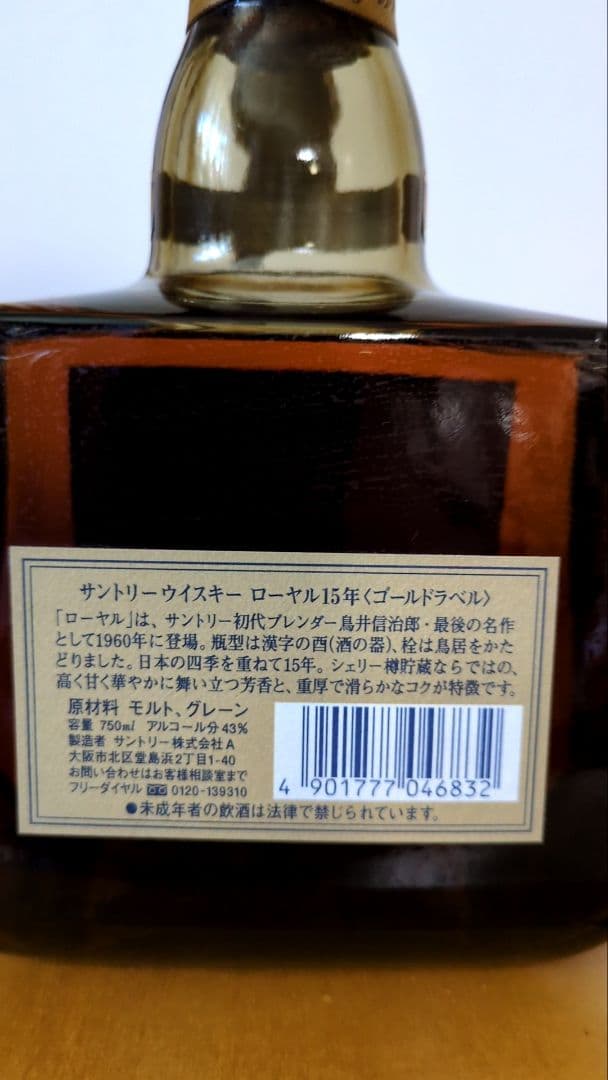 サントリーウイスキー ローヤル15年〈ゴールドラベル〉
「ローヤル」は、サントリー初代ブレンダー鳥井信治郎・最後の名作
として1960年に登場。瓶型は漢字の酉(酒の器)、栓は鳥居をかた
どりました。日本の四季を重ねて15年。シェリー樽貯蔵ならではの、
高く甘く華やかに舞い立つ芳香と、重厚で滑らかなコクが特徴です。
原材料 モルト、グレーン
容量 750ml アルコール分43%
製造者 サントリー株式会社A
大阪市北区堂島浜2丁目1-40
お問い合わせはお客様相談室まで
フリーダイヤル 0120-139310
4 901777 046832
●未成年者の飲酒は法律で禁じられています。